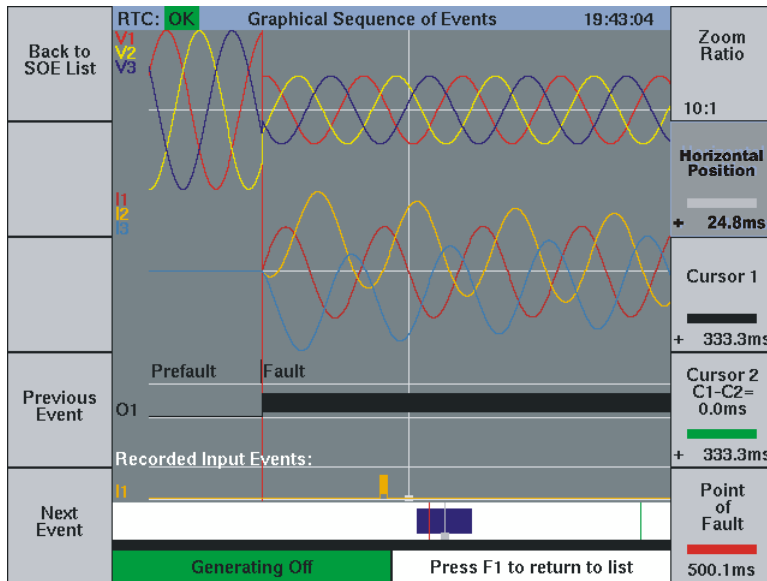 RTC: OK Graphical Sequence of Events 19:43:04
Back to
SOE List
V1
V2
V3
I1
I2
I3
Prefault Fault
O1
Previous
Event
Recorded Input Events:
I1
Next
Event
Generating Off
Press F1 to return to list
Zoom
Ratio
10:1
Horizontal
Position
+ 24.8ms
Cursor 1
+ 333.3ms
Cursor 2
C1-C2=
0.0ms
+ 333.3ms
Point
of
Fault
500.1ms